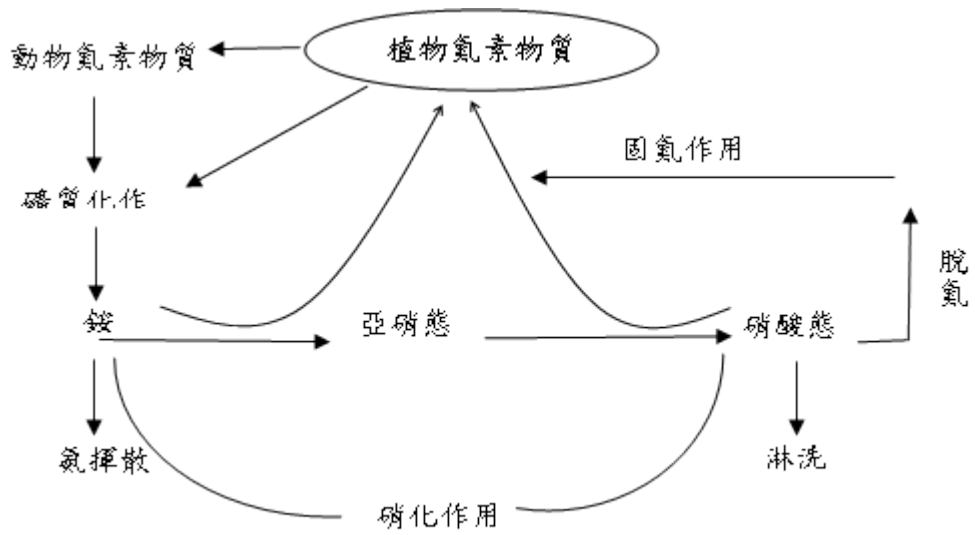 植物氮素物質
動物氮素物質
固氮作用
礦質化作
脫
氮
銨
亞硝態
硝酸態
氨揮散
淋洗
硝化作用